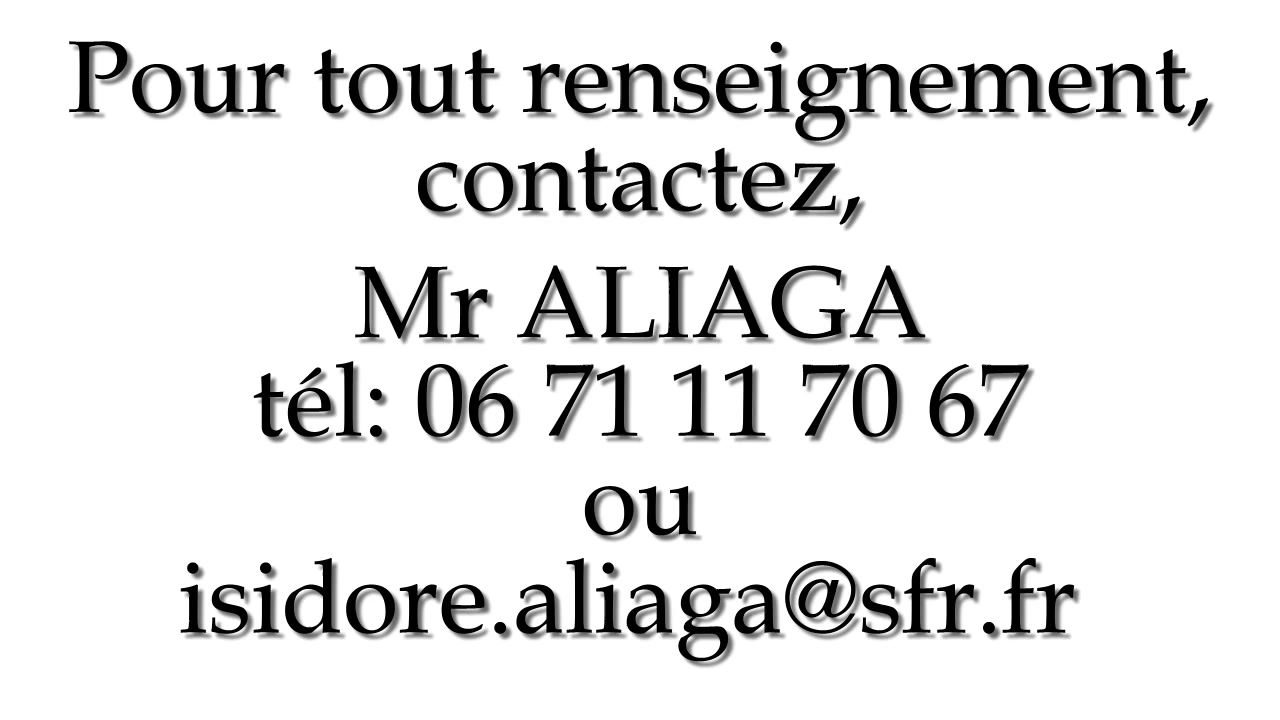 Pour tout renseignement,
contactez,
Mr ALIAGA
tél: 06 71 11 70 67
ou
isidore.aliaga@sfr.fr